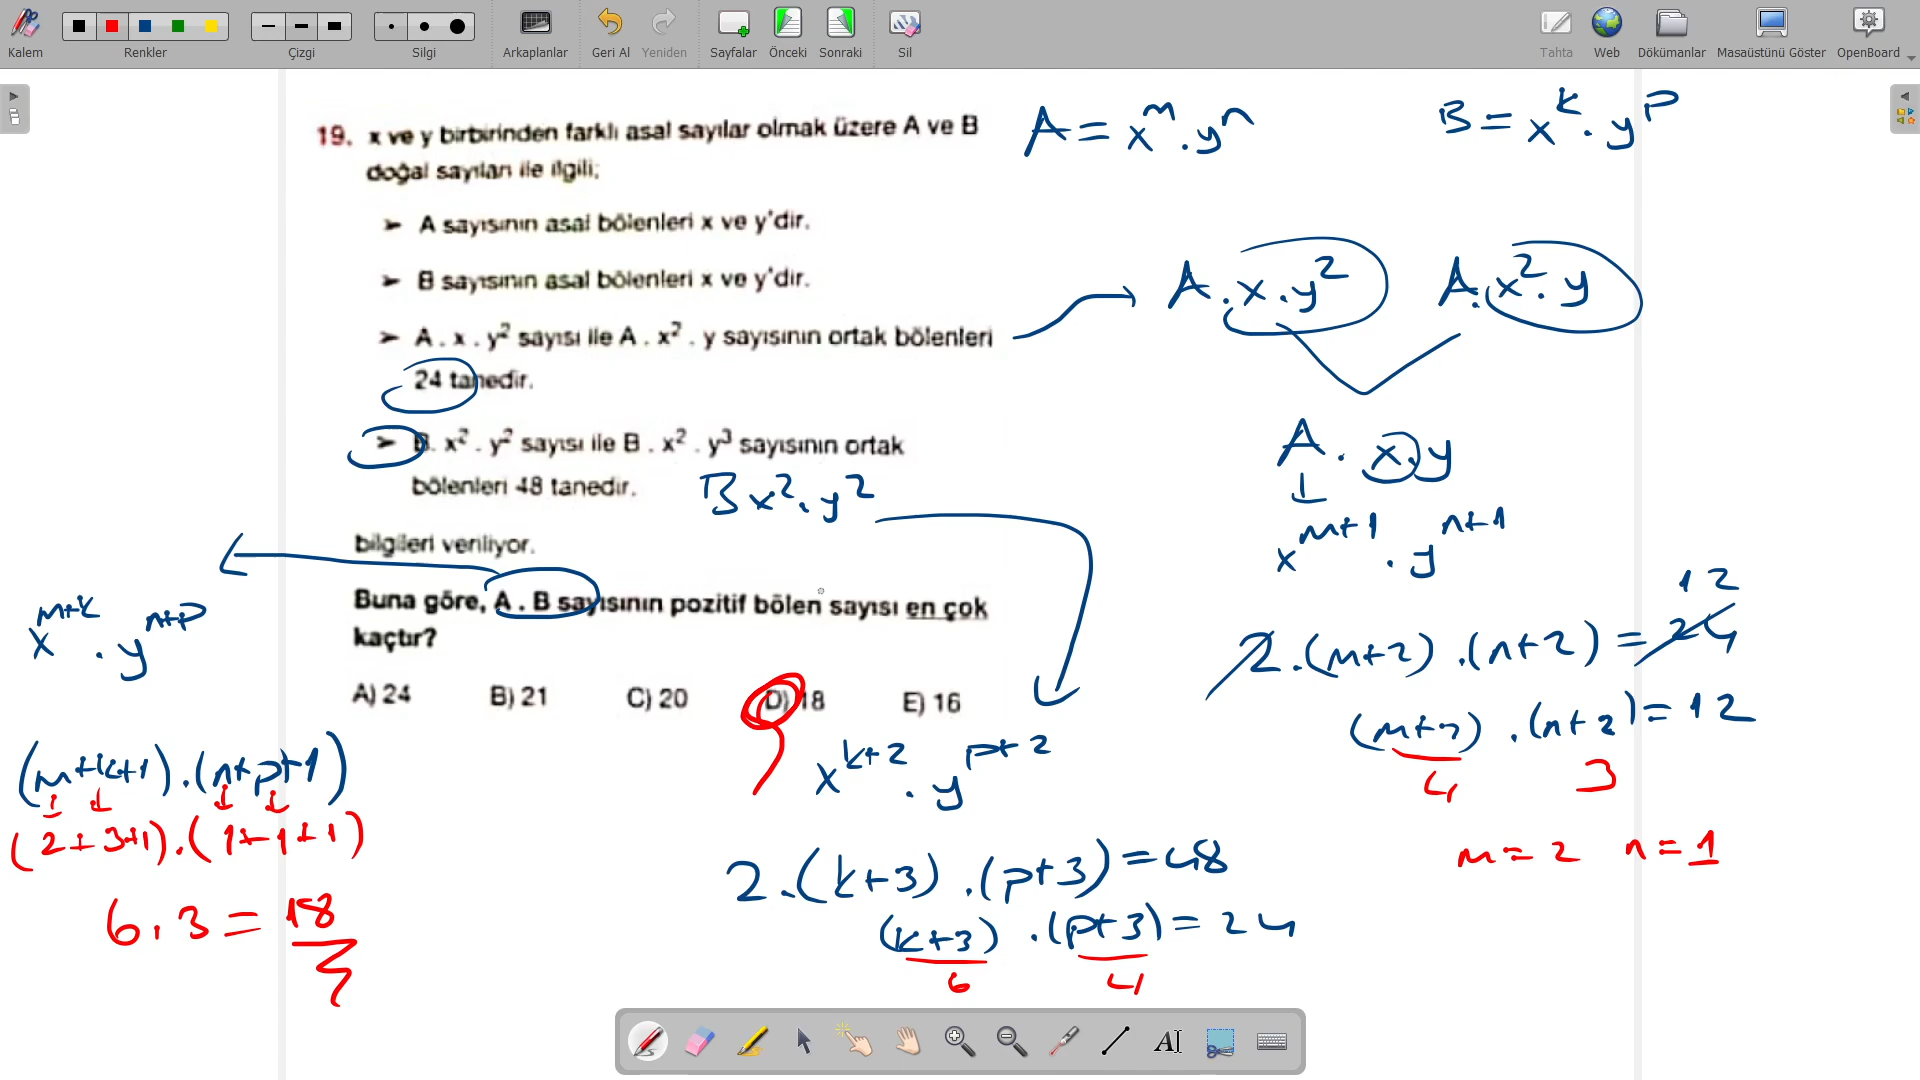 Kalem
Renkler
Çizgi
Silgi
Arkaplanlar
Geri Al
Yeniden
Sayfalar
Önceki
Sonraki
Sil
Tahta
Web
Dökümanlar
Masaüstünü Göster
OpenBoard
19. x ve y birbirinden farklı asal sayılar olmak üzere A ve B
doğal sayıları ile ilgili;
➢ A sayısının asal bölenleri x ve y'dir.
➢ B sayısının asal bölenleri x ve y'dir.
➢ A . x . y² sayısı ile A . x² . y sayısının ortak bölenleri
24 tanedir.
➢ B. x² . y² sayısı ile B . x² . y³ sayısının ortak
bölenleri 48 tanedir.
bilgileri veriliyor.
Buna göre, A . B sayısının pozitif bölen sayısı en çok
kaçtır?
A) 24 B) 21 C) 20 D) 18 E) 16
A = x^m . y^n
B = x^k . y^p
A . x . y²
A . x² . y
A . x . y
x^m+1 . y^n+1
2.(m+2) .(n+2) = 24
12
(m+2) .(n+2) = 12
4 3
m = 2 n = 1
B x² . y²
x^k+2 . y^p+2
2.(k+3) .(p+3) = 48
(k+3) .(p+3) = 24
6 4
x^m+k . y^n+p
(m+k+1).(n+p+1)
(2+3+1).(1+1+1)
6.3 = 18